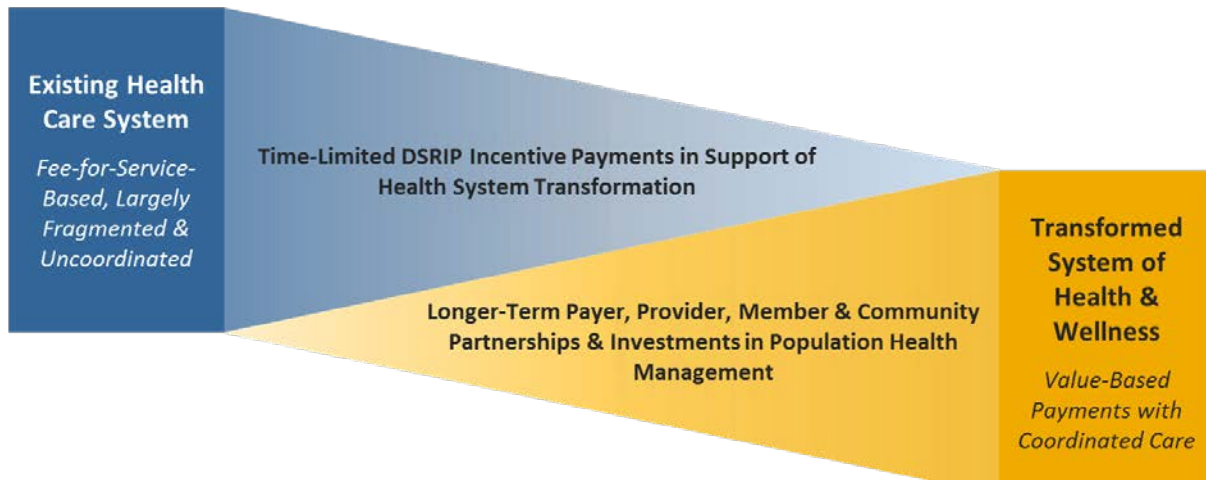 Existing Health
Care System
Fee-for-Service-
Based, Largely
Fragmented &
Uncoordinated
Time-Limited DSRIP Incentive Payments in Support of
Health System Transformation
Longer-Term Payer, Provider, Member & Community
Partnerships & Investments in Population Health
Management
Transformed
System of
Health &
Wellness
Value-Based
Payments with
Coordinated Care